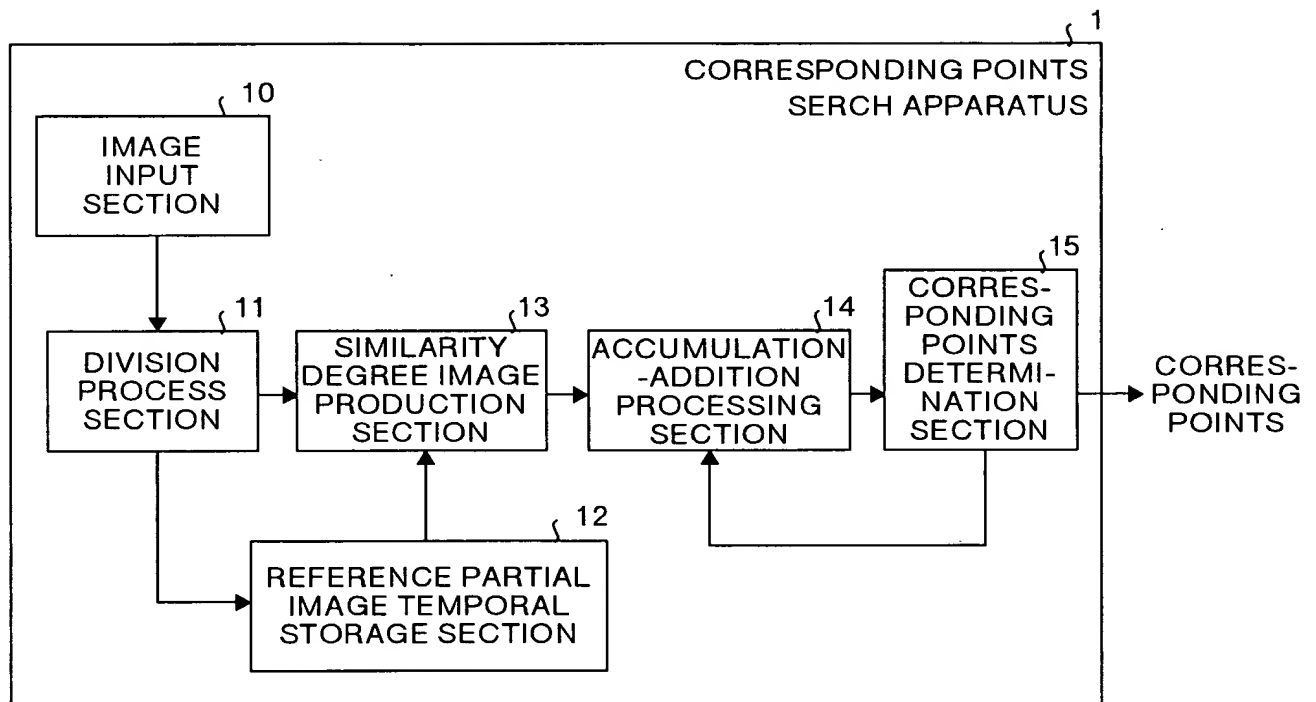 1
CORRESPONDING POINTS
SERCH APPARATUS
10
IMAGE
INPUT
SECTION
11
DIVISION
PROCESS
SECTION
13
SIMILARITY
DEGREE IMAGE
PRODUCTION
SECTION
14
ACCUMULATION
-ADDITION
PROCESSING
SECTION
15
CORRES-
PONDING
POINTS
DETERMI-
NATION
SECTION
CORRES-
PONDING
POINTS
12
REFERENCE PARTIAL
IMAGE TEMPORAL
STORAGE SECTION